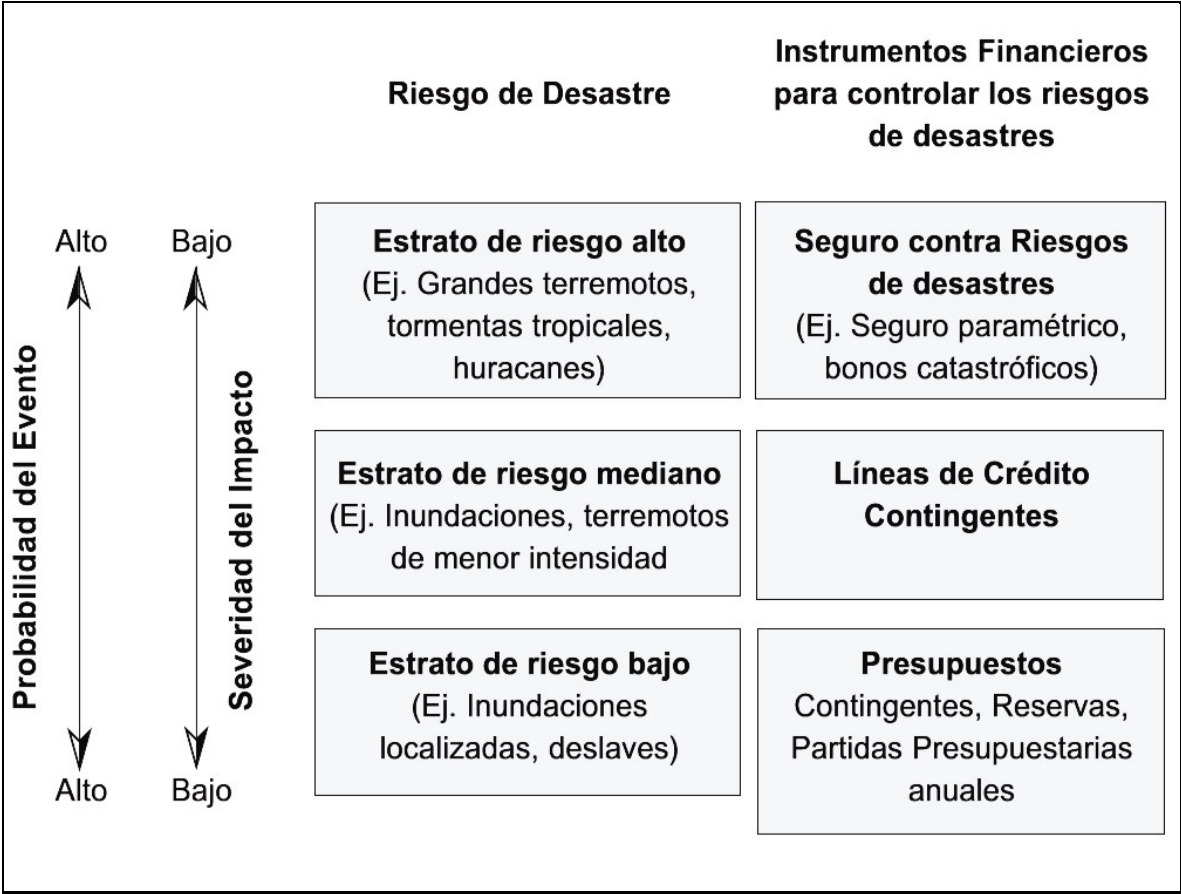 Riesgo de Desastre
Instrumentos Financieros
para controlar los riesgos
de desastres
Alto
Bajo
Probabilidad del Evento
Severidad del Impacto
Alto
Bajo
Estrato de riesgo alto
(Ej. Grandes terremotos,
tormentas tropicales,
huracanes)
Seguro contra Riesgos
de desastres
(Ej. Seguro paramétrico,
bonos catastróficos)
Estrato de riesgo mediano
(Ej. Inundaciones, terremotos
de menor intensidad
Líneas de Crédito
Contingentes
Estrato de riesgo bajo
(Ej. Inundaciones
localizadas, deslaves)
Presupuestos
Contingentes, Reservas,
Partidas Presupuestarias
anuales